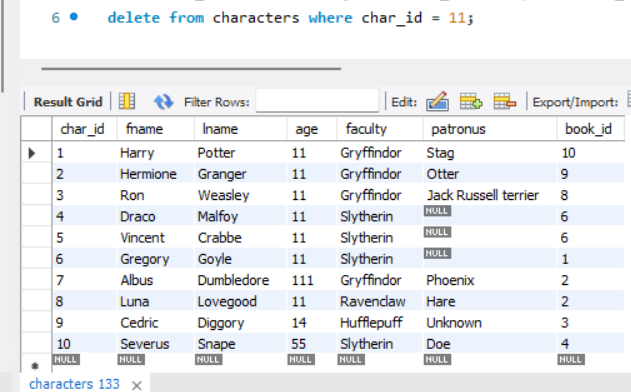 6 delete from characters where char_id = 11;
Result Grid Filter Rows: Edit: Export/Import:
char_id fname lname age faculty patronus book_id
1 Harry Potter 11 Gryffindor Stag 10
2 Hermione Granger 11 Gryffindor Otter 9
3 Ron Weasley 11 Gryffindor Jack Russell terrier 8
4 Draco Malfoy 11 Slytherin NULL 6
5 Vincent Crabbe 11 Slytherin NULL 6
6 Gregory Goyle 11 Slytherin NULL 1
7 Albus Dumbledore 111 Gryffindor Phoenix 2
8 Luna Lovegood 11 Ravenclaw Hare 2
9 Cedric Diggory 14 Hufflepuff Unknown 3
10 Severus Snape 55 Slytherin Doe 4
NULL NULL NULL NULL NULL NULL NULL
characters 133